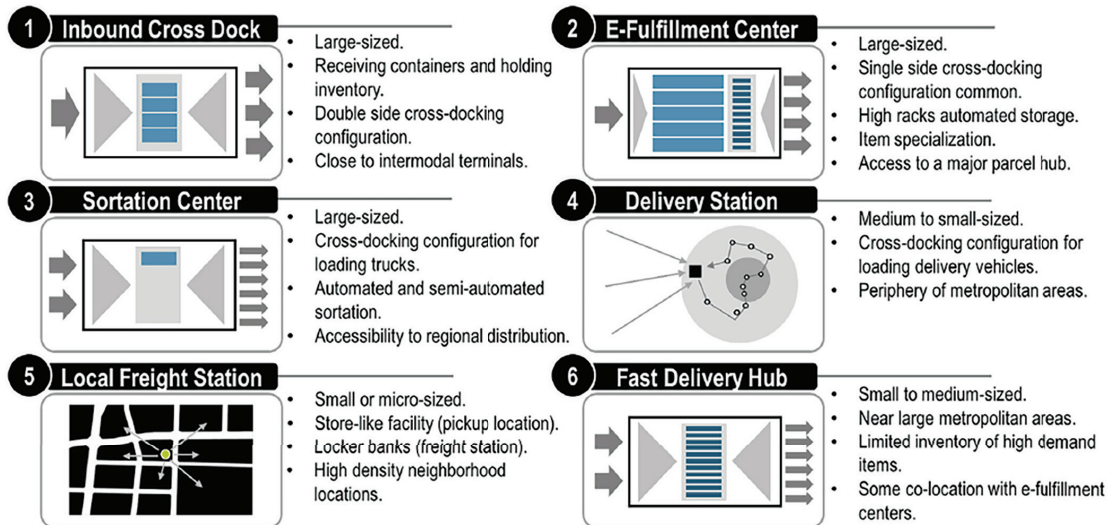 1 Inbound Cross Dock
• Large-sized.
• Receiving containers and holding
inventory.
• Double side cross-docking
configuration.
• Close to intermodal terminals.
2 E-Fulfillment Center
• Large-sized.
• Single side cross-docking
configuration common.
• High racks automated storage.
• Item specialization.
• Access to a major parcel hub.
3 Sortation Center
• Large-sized.
• Cross-docking configuration for
loading trucks.
• Automated and semi-automated
sortation.
• Accessibility to regional distribution.
4 Delivery Station
• Medium to small-sized.
• Cross-docking configuration for
loading delivery vehicles.
• Periphery of metropolitan areas.
5 Local Freight Station
• Small or micro-sized.
• Store-like facility (pickup location).
• Locker banks (freight station).
• High density neighborhood
locations.
6 Fast Delivery Hub
• Small to medium-sized.
• Near large metropolitan areas.
• Limited inventory of high demand
items.
• Some co-location with e-fulfillment
centers.